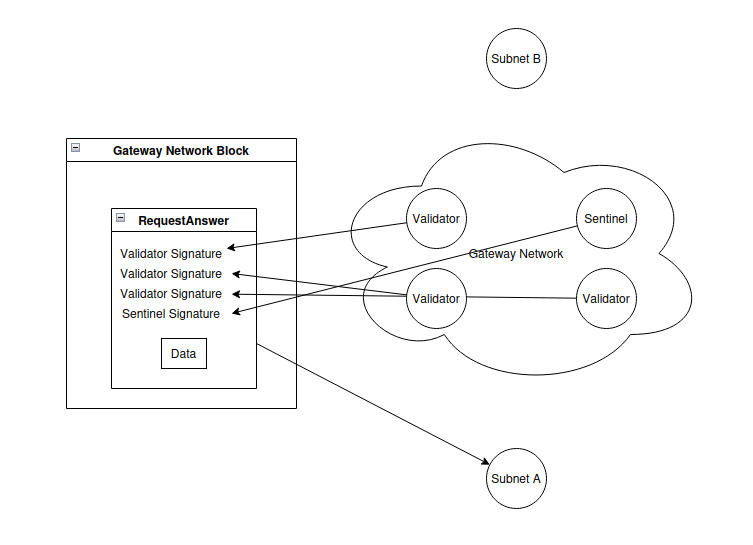 Subnet B
Gateway Network Block
RequestAnswer
Validator Signature
Validator Signature
Validator Signature
Sentinel Signature
Data
Validator
Sentinel
Gateway Network
Validator
Validator
Subnet A